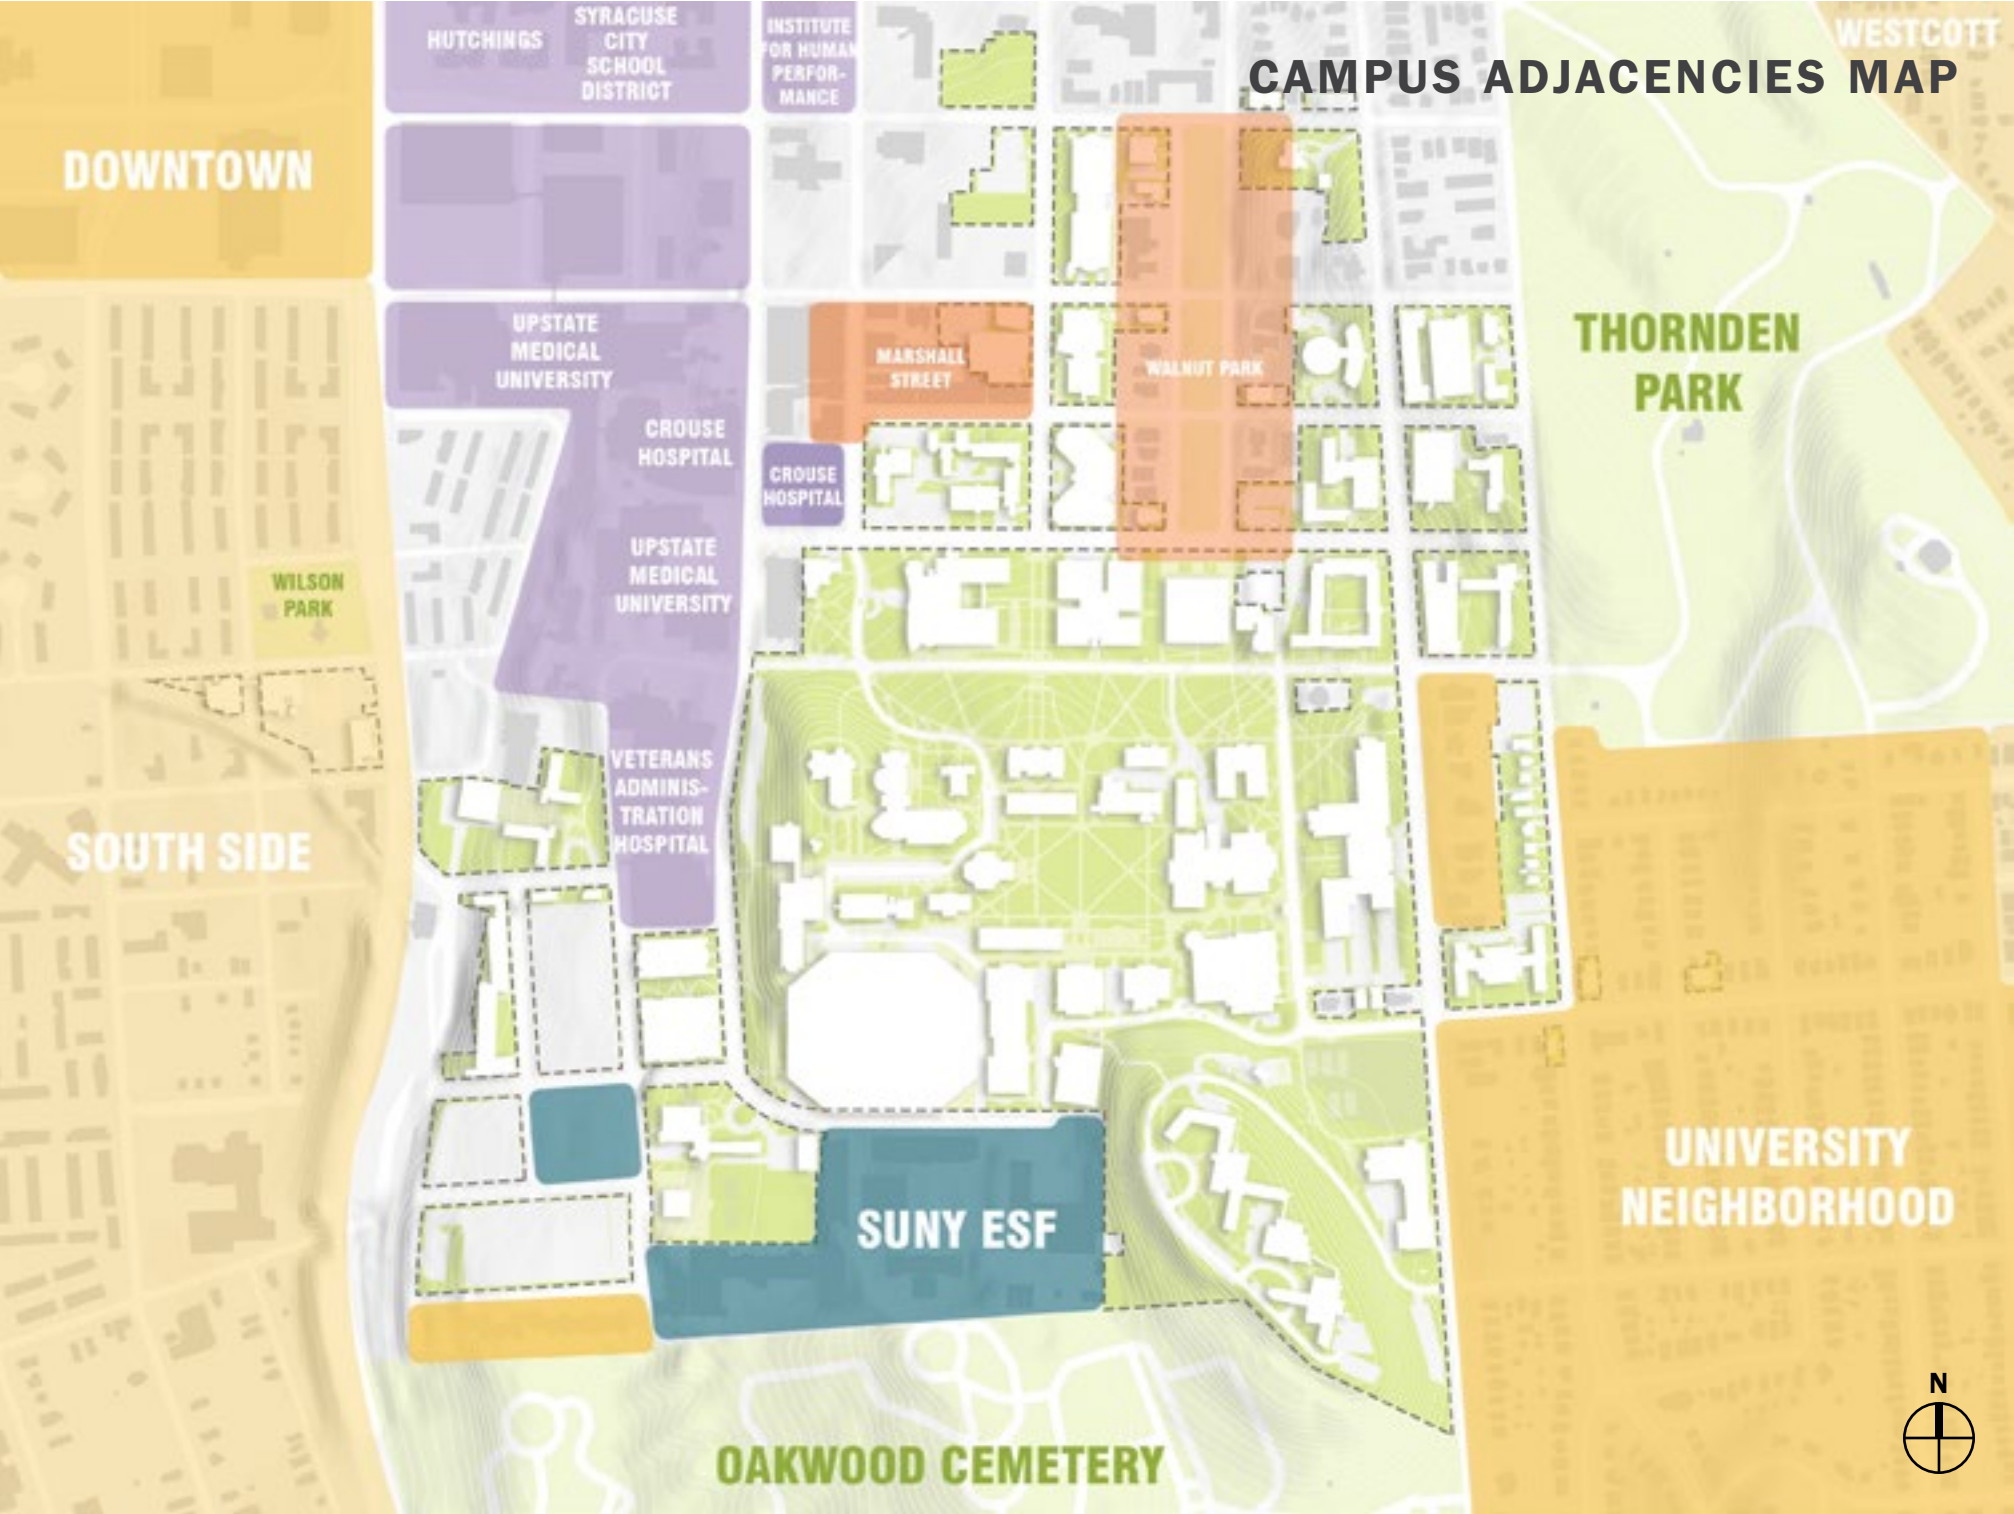 CAMPUS ADJACENCIES MAP
HUTCHINGS
SYRACUSE
CITY
SCHOOL
DISTRICT
INSTITUTE
FOR HUMAN
PERFOR-
MANCE
WESTCOTT
DOWNTOWN
UPSTATE
MEDICAL
UNIVERSITY
MARSHALL
STREET
WALNUT PARK
THORNDEN
PARK
CROUSE
HOSPITAL
CROUSE
HOSPITAL
UPSTATE
MEDICAL
UNIVERSITY
WILSON
PARK
VETERANS
ADMINIS-
TRATION
HOSPITAL
SOUTH SIDE
UNIVERSITY
NEIGHBORHOOD
SUNY ESF
OAKWOOD CEMETERY
N